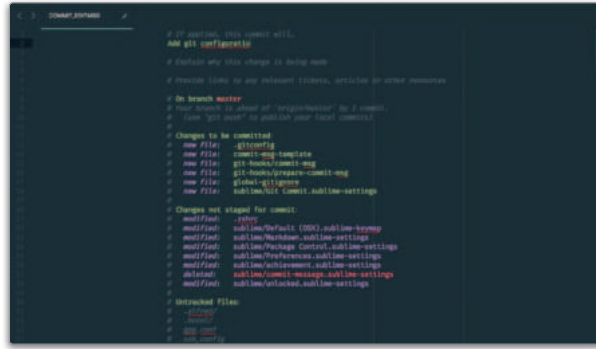 COMMIT_EDITMSG
# If applied, this commit will,
Add git configuratio
# Explain why this change is being made
# Provide links to any relevant tickets, articles or other resources
# On branch master
# Your branch is ahead of 'origin/master' by 1 commit.
#   (use "git push" to publish your local commits)
#
# Changes to be committed:
#   new file:   .gitconfig
#   new file:   commit-msg-template
#   new file:   git-hooks/commit-msg
#   new file:   git-hooks/prepare-commit-msg
#   new file:   global-gitignore
#   new file:   sublime/Git Commit.sublime-settings
#
# Changes not staged for commit:
#   modified:   .zshrc
#   modified:   sublime/Default (OSX).sublime-keymap
#   modified:   sublime/Markdown.sublime-settings
#   modified:   sublime/Package Control.sublime-settings
#   modified:   sublime/Preferences.sublime-settings
#   modified:   sublime/achievement.sublime-settings
#   deleted:    sublime/commit-message.sublime-settings
#   modified:   sublime/unlocked.sublime-settings
#
# Untracked files:
#
#
#
#   ssh_config